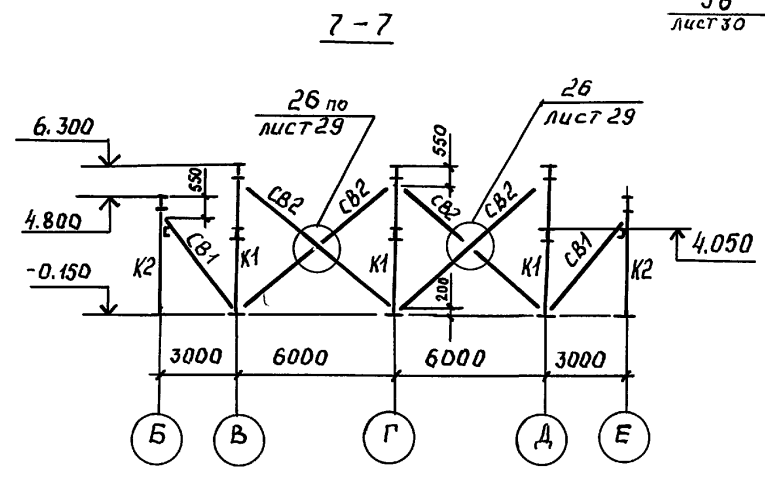 7-7
лист 30
26 по
лист 29
26
лист 29
6.300
550
550
4.800
СВ2
СВ2
СВ2
СВ2
СВ1
СВ1
К2
К1
К1
К1
К2
4.050
-0.150
200
3000
6000
6000
3000
Б
В
Г
Д
Е